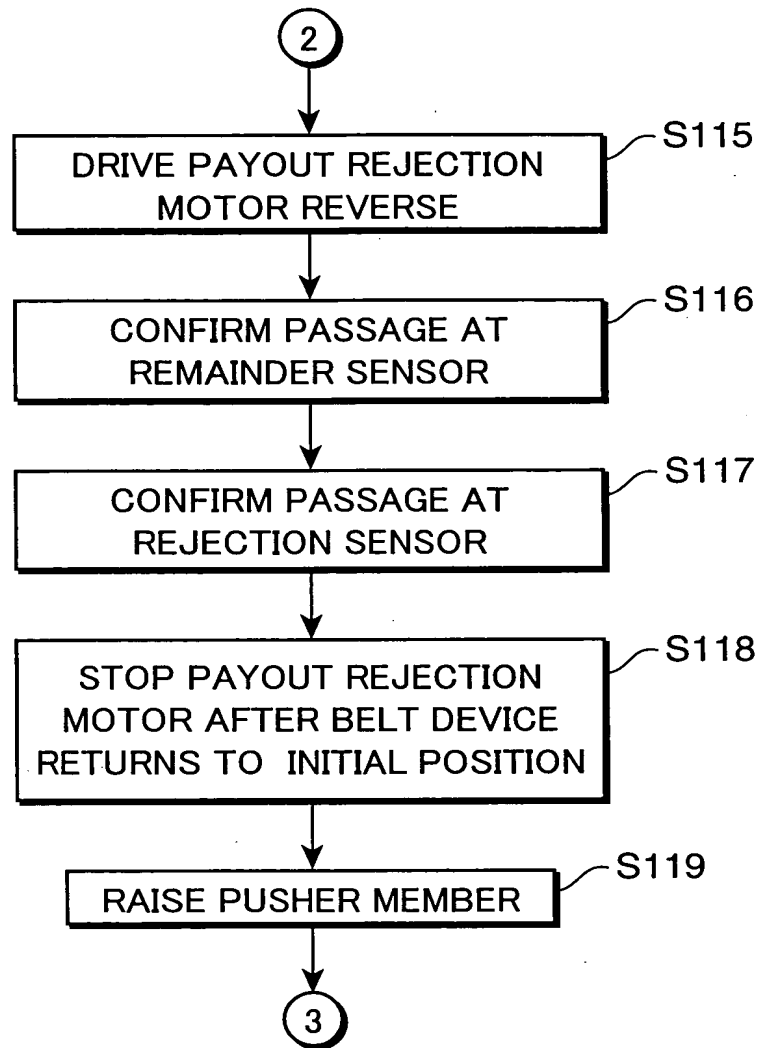 2
S115
DRIVE PAYOUT REJECTION
MOTOR REVERSE
S116
CONFIRM PASSAGE AT
REMAINDER SENSOR
S117
CONFIRM PASSAGE AT
REJECTION SENSOR
S118
STOP PAYOUT REJECTION
MOTOR AFTER BELT DEVICE
RETURNS TO INITIAL POSITION
S119
RAISE PUSHER MEMBER
3